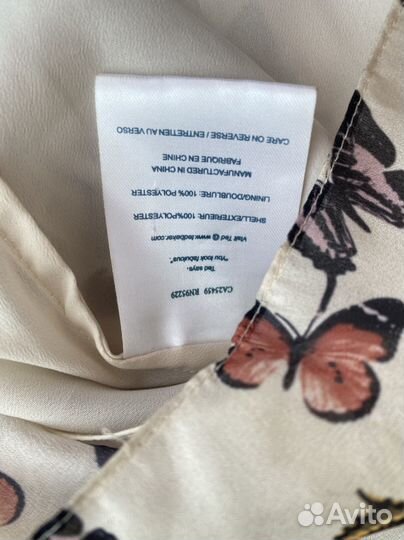 CA25459 RN95229
Ted says,
"You look fabulous".
Visit Ted @ www.tedbaker.com
SHELL/EXTERIEUR: 100%POLYESTER
LINING/DOUBLURE: 100% POLYESTER
MANUFACTURED IN CHINA
FABRIQUE EN CHINE
CARE ON REVERSE / ENTRETIEN AU VERSO
Avito